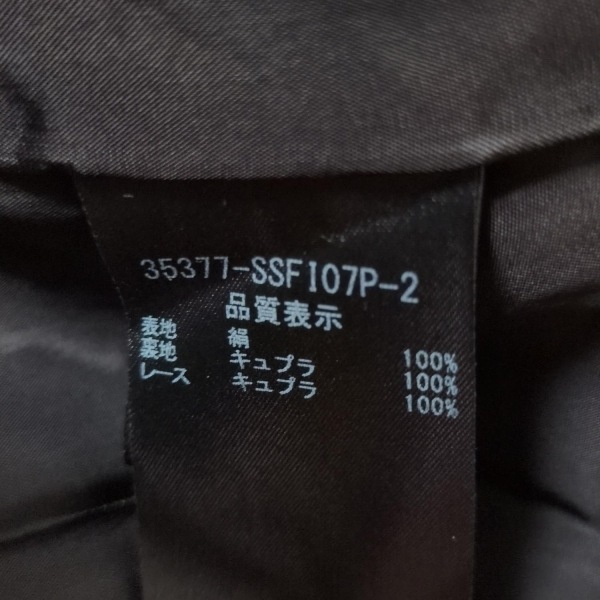 35377-SSFI07P-2
品質表示
表地 絹 100%
裏地 キュプラ 100%
レース キュプラ 100%